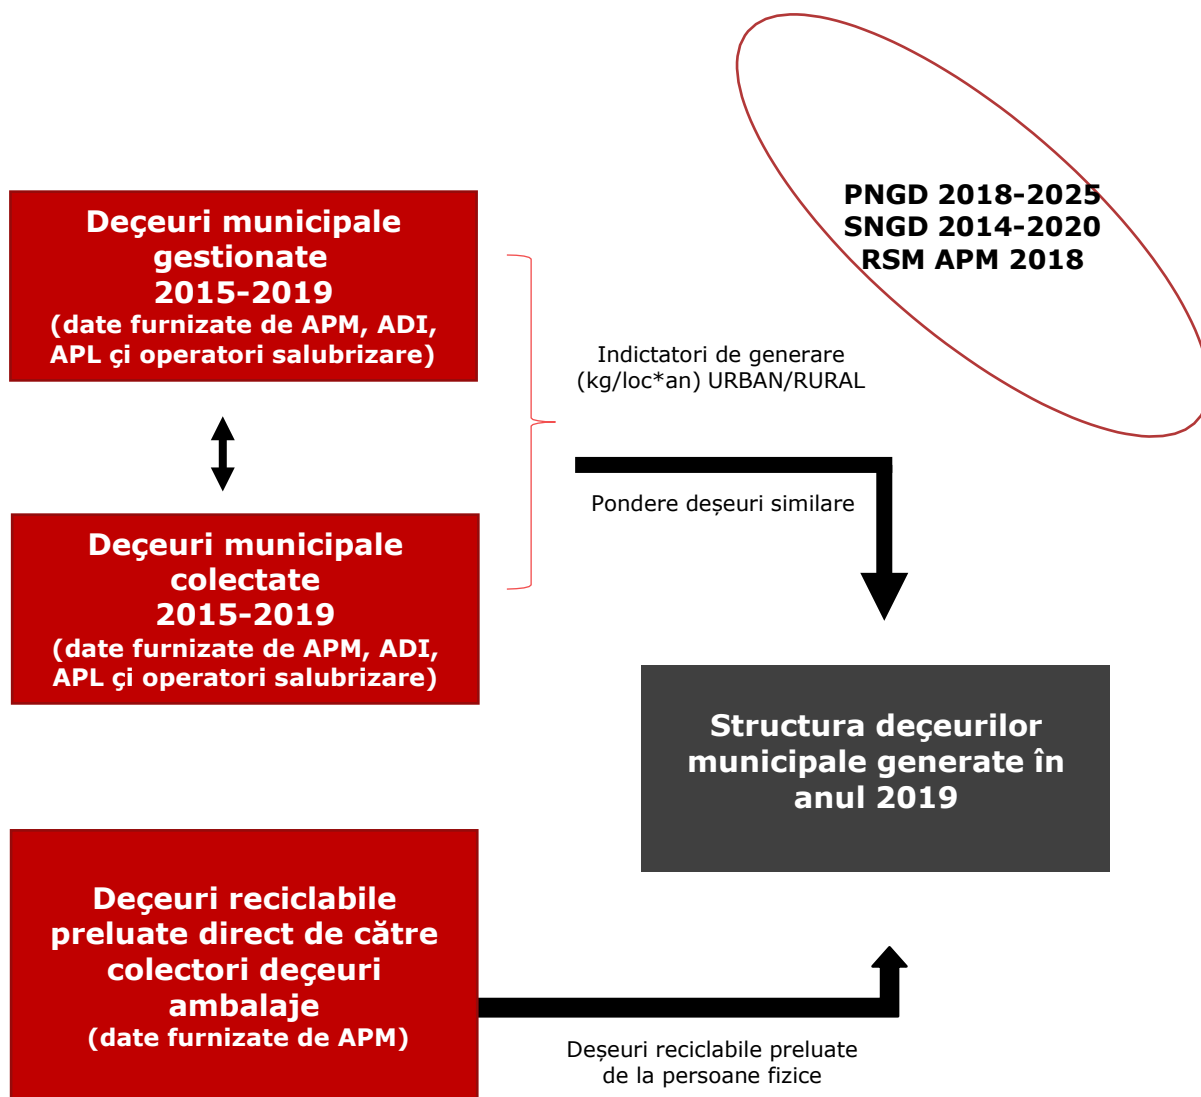 PNGD 2018-2025
SNGD 2014-2020
RSM APM 2018
Deçeuri municipale
gestionate
2015-2019
(date furnizate de APM, ADI,
APL çi operatori salubrizare)
Indictatori de generare
(kg/loc*an) URBAN/RURAL
Pondere deșeuri similare
Deçeuri municipale
colectate
2015-2019
(date furnizate de APM, ADI,
APL çi operatori salubrizare)
Structura deçeurilor
municipale generate în
anul 2019
Deçeuri reciclabile
preluate direct de către
colectori deçeuri
ambalaje
(date furnizate de APM)
Deșeuri reciclabile preluate
de la persoane fizice